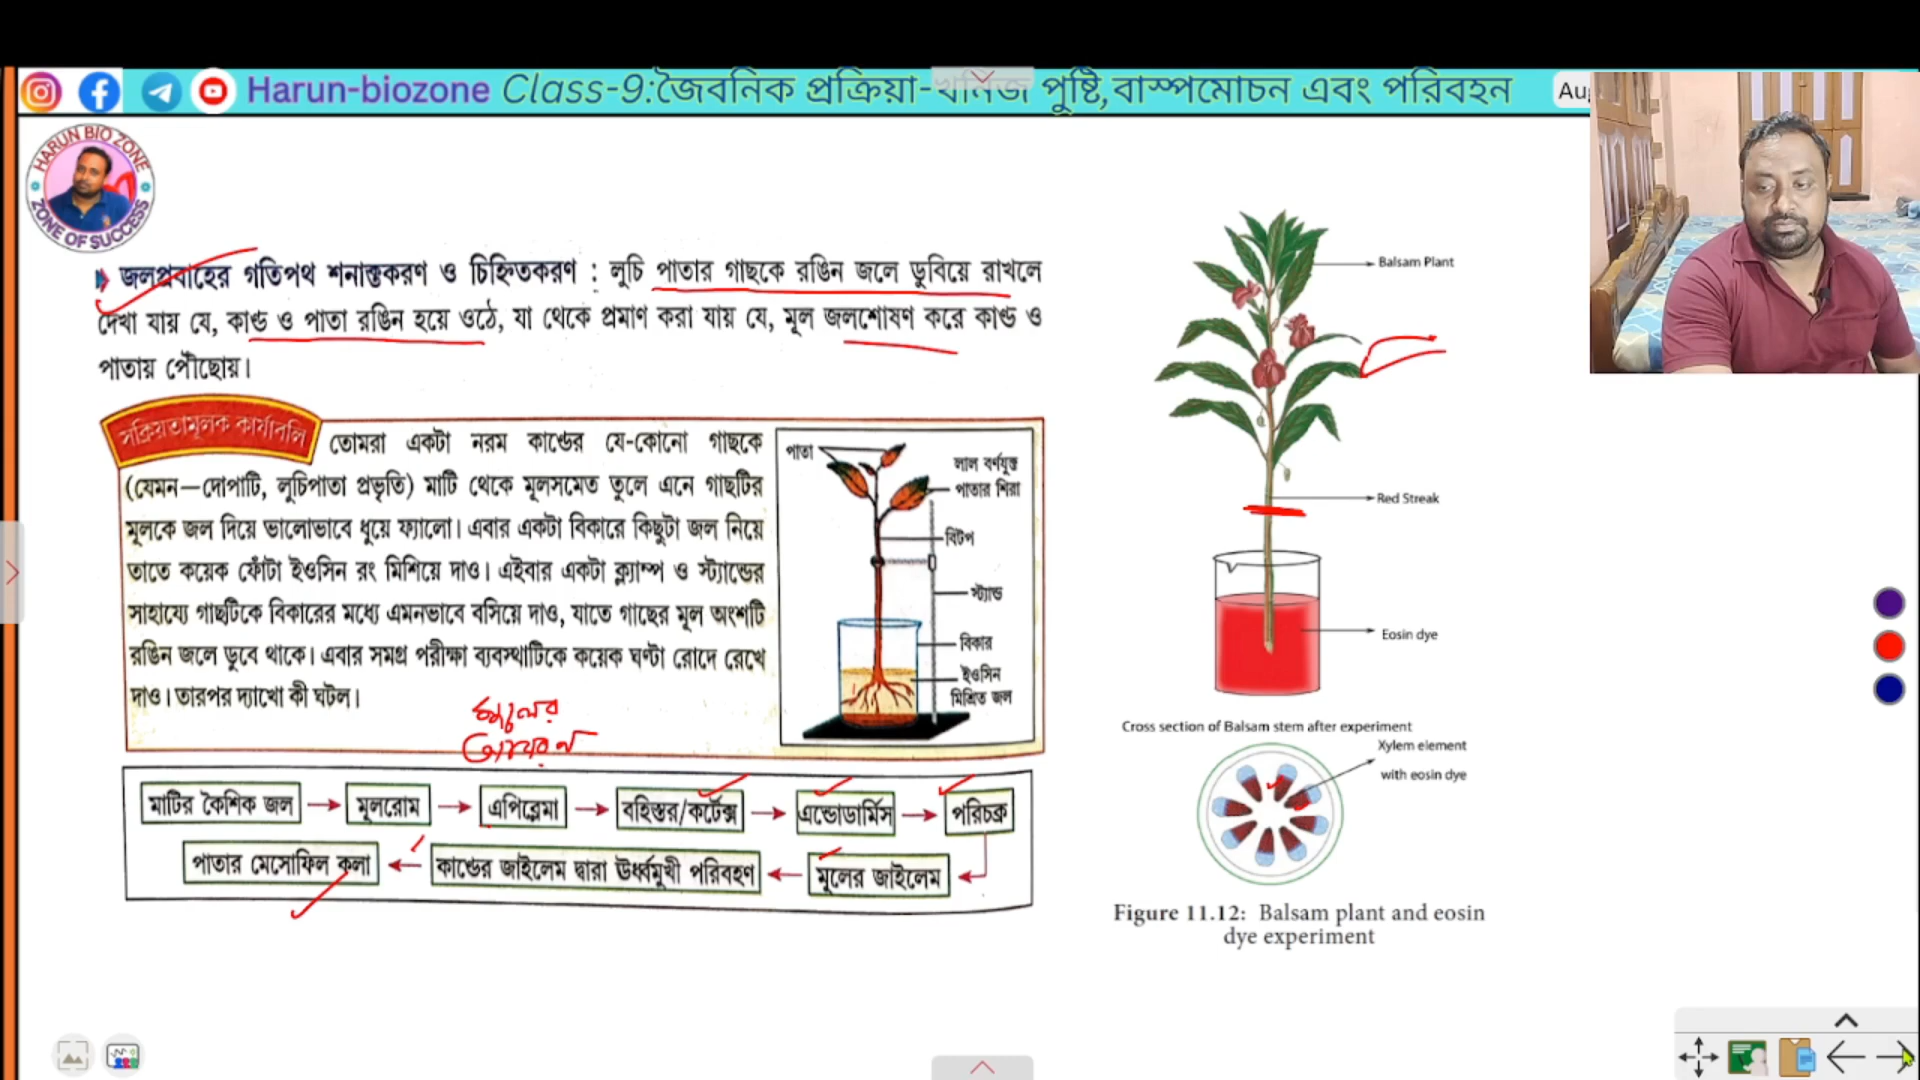 Harun-biozone Class-9:জৈবনিক প্রক্রিয়া-খনিজ পুষ্টি,বাস্পমোচন এবং পরিবহন
HARUN BIO ZONE
ZONE OF SUCCESS
জলপ্রবাহের গতিপথ শনাক্তকরণ ও চিহ্নিতকরণ : লুচি পাতার গাছকে রঙিন জলে ডুবিয়ে রাখলে
দেখা যায় যে, কাণ্ড ও পাতা রঙিন হয়ে ওঠে, যা থেকে প্রমাণ করা যায় যে, মূল জলশোষণ করে কাণ্ড ও
পাতায় পৌঁছোয়।
সক্রিয়তামূলক কার্যাবলি
তোমরা একটা নরম কাণ্ডের যে-কোনো গাছকে
(যেমন—দোপাটি, লুচিপাতা প্রভৃতি) মাটি থেকে মূলসমেত তুলে এনে গাছটির
মূলকে জল দিয়ে ভালোভাবে ধুয়ে ফ্যালো। এবার একটা বিকারে কিছুটা জল নিয়ে
তাতে কয়েক ফোঁটা ইওসিন রং মিশিয়ে দাও। এইবার একটা ক্ল্যাম্প ও স্ট্যান্ডের
সাহায্যে গাছটিকে বিকারের মধ্যে এমনভাবে বসিয়ে দাও, যাতে গাছের মূল অংশটি
রঙিন জলে ডুবে থাকে। এবার সমগ্র পরীক্ষা ব্যবস্থাটিকে কয়েক ঘণ্টা রোদে রেখে
দাও। তারপর দ্যাখো কী ঘটল।
পাতা
লাল বর্ণযুক্ত
পাতার শিরা
বিটপ
স্ট্যান্ড
বিকার
ইওসিন
মিশ্রিত জল
মূলের
মাটির কৈশিক জল
মূলরোম
এপিব্লেমা
বহিস্তর/কর্টেক্স
এন্ডোডার্মিস
পরিচক্র
পাতার মেসোফিল কলা
কাণ্ডের জাইলেম দ্বারা ঊর্ধ্বমুখী পরিবহণ
মূলের জাইলেম
Balsam Plant
Red Streak
Eosin dye
Cross section of Balsam stem after experiment
Xylem element
with eosin dye
Figure 11.12: Balsam plant and eosin
dye experiment